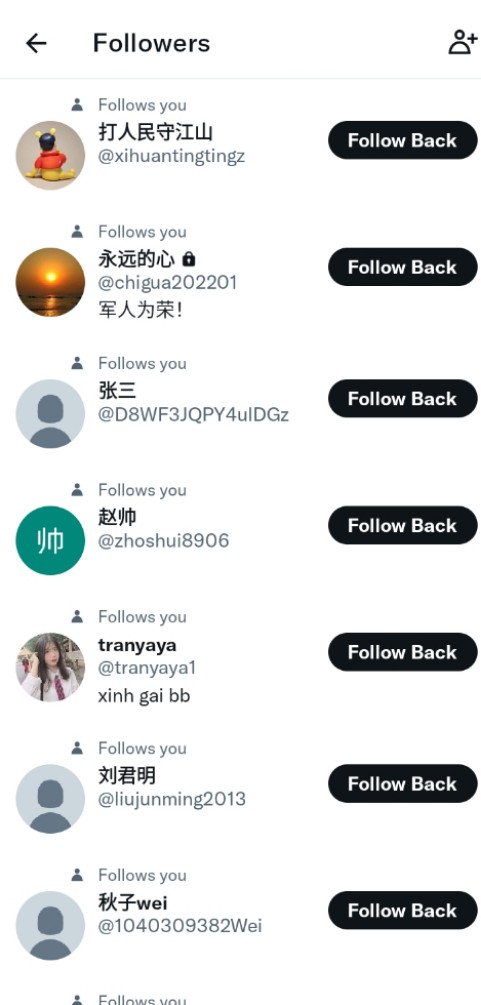 Followers
Follows you
打人民守江山
@xihuantingtingz
Follow Back
Follows you
永远的心
@chigua202201
军人为荣！
Follow Back
Follows you
张三
@D8WF3JQPY4ulDGz
Follow Back
Follows you
帅
赵帅
@zhoshui8906
Follow Back
Follows you
tranyaya
@tranyaya1
xinh gai bb
Follow Back
Follows you
刘君明
@liujunming2013
Follow Back
Follows you
秋子wei
@1040309382Wei
Follow Back
Follows you